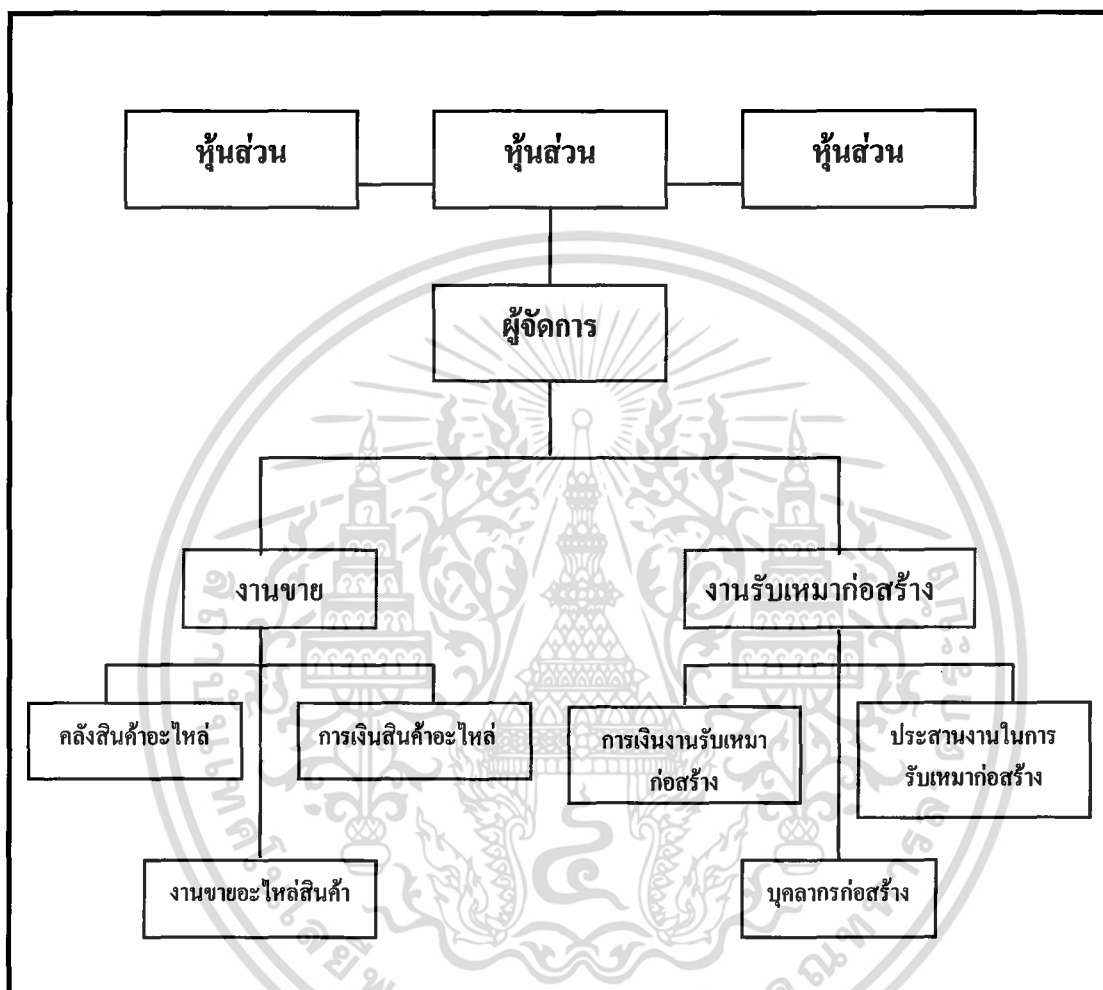 หุ้นส่วน
หุ้นส่วน
หุ้นส่วน
ผู้จัดการ
งานขาย
งานรับเหมาก่อสร้าง
คลังสินค้าอะไหล่
การเงินสินค้าอะไหล่
การเงินงานรับเหมา
ก่อสร้าง
ประสานงานในการ
รับเหมาก่อสร้าง
งานขายอะไหล่สินค้า
บุคลากรก่อสร้าง